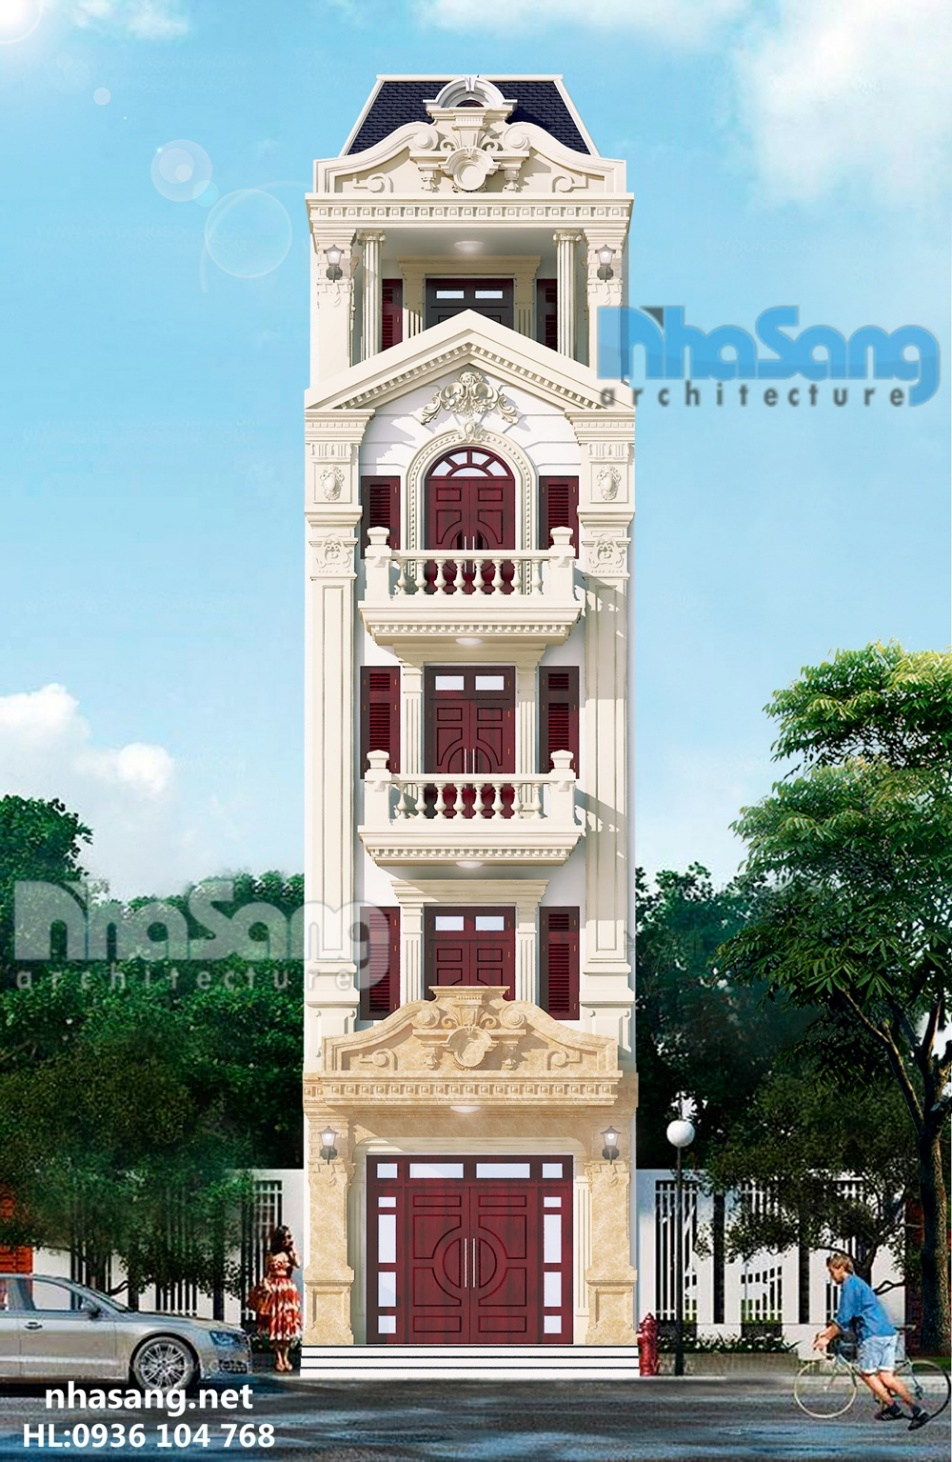 NhaSang
architecture
NhaSang
architecture
nhasang.net
HL:0936 104 768